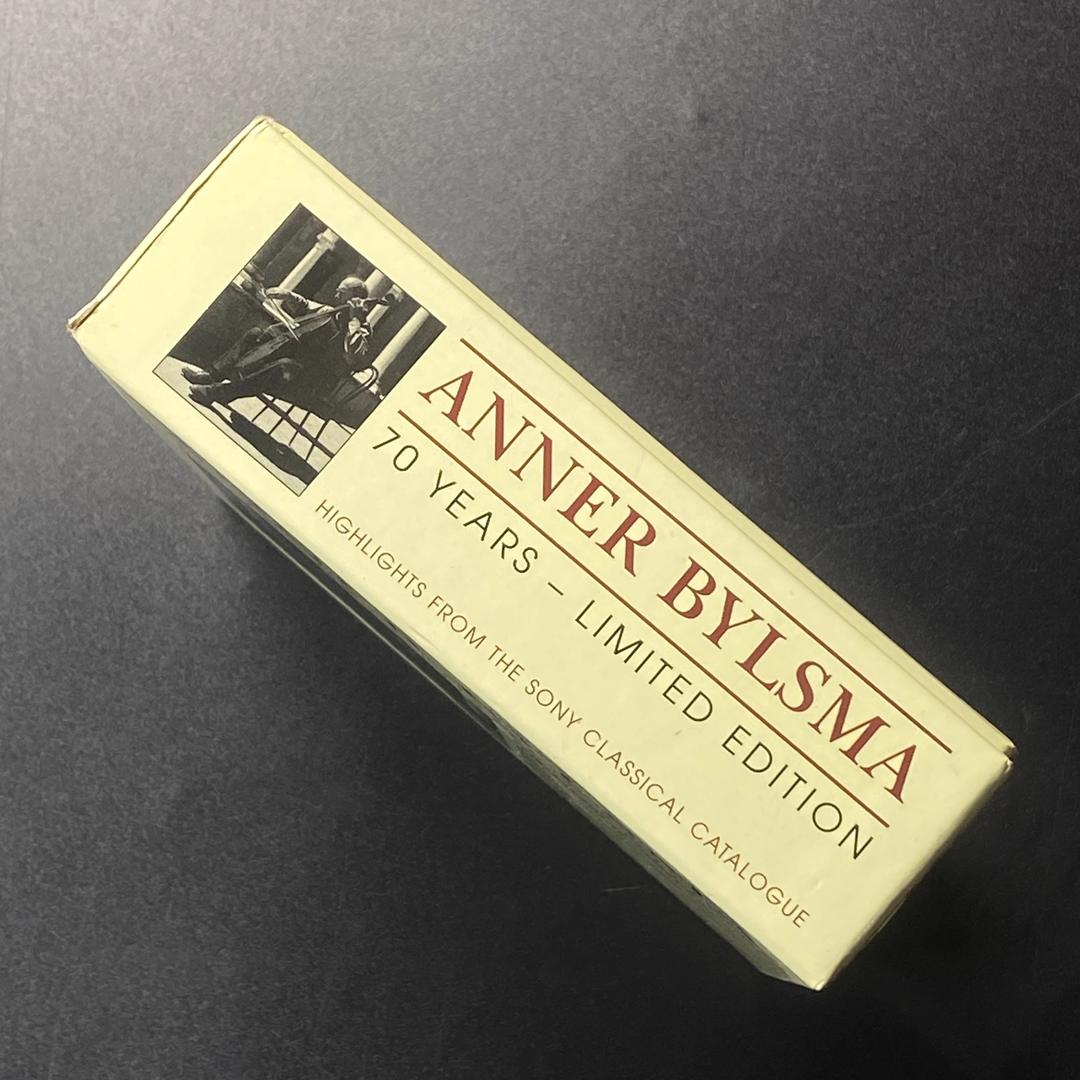 ANNER BYLSMA
70 YEARS – LIMITED EDITION
HIGHLIGHTS FROM THE SONY CLASSICAL CATALOGUE